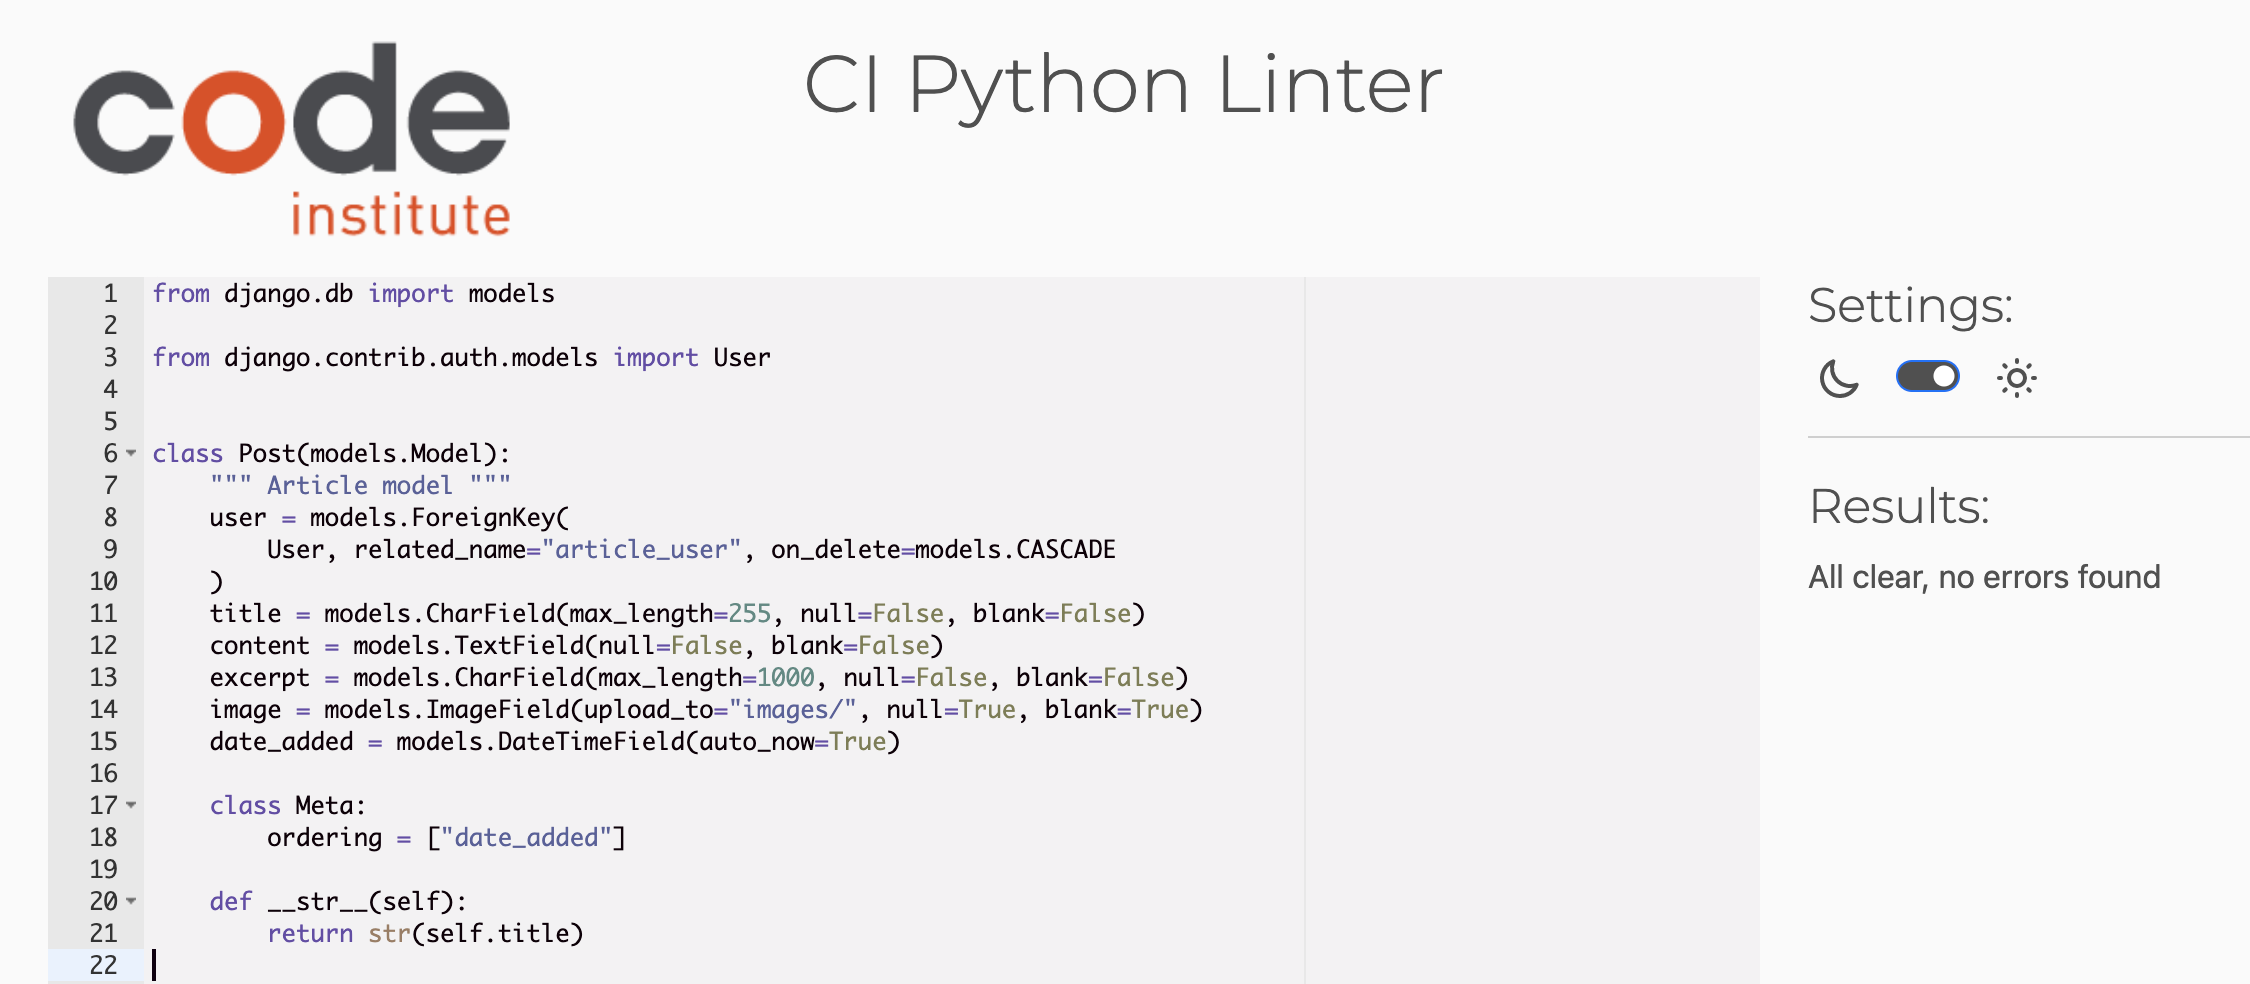 code
institute
CI Python Linter
1 from django.db import models
2
3 from django.contrib.auth.models import User
4
5
6 class Post(models.Model):
7     """ Article model """
8     user = models.ForeignKey(
9         User, related_name="article_user", on_delete=models.CASCADE
10     )
11     title = models.CharField(max_length=255, null=False, blank=False)
12     content = models.TextField(null=False, blank=False)
13     excerpt = models.CharField(max_length=1000, null=False, blank=False)
14     image = models.ImageField(upload_to="images/", null=True, blank=True)
15     date_added = models.DateTimeField(auto_now=True)
16
17     class Meta:
18         ordering = ["date_added"]
19
20     def __str__(self):
21         return str(self.title)
22
Settings:
Results:
All clear, no errors found